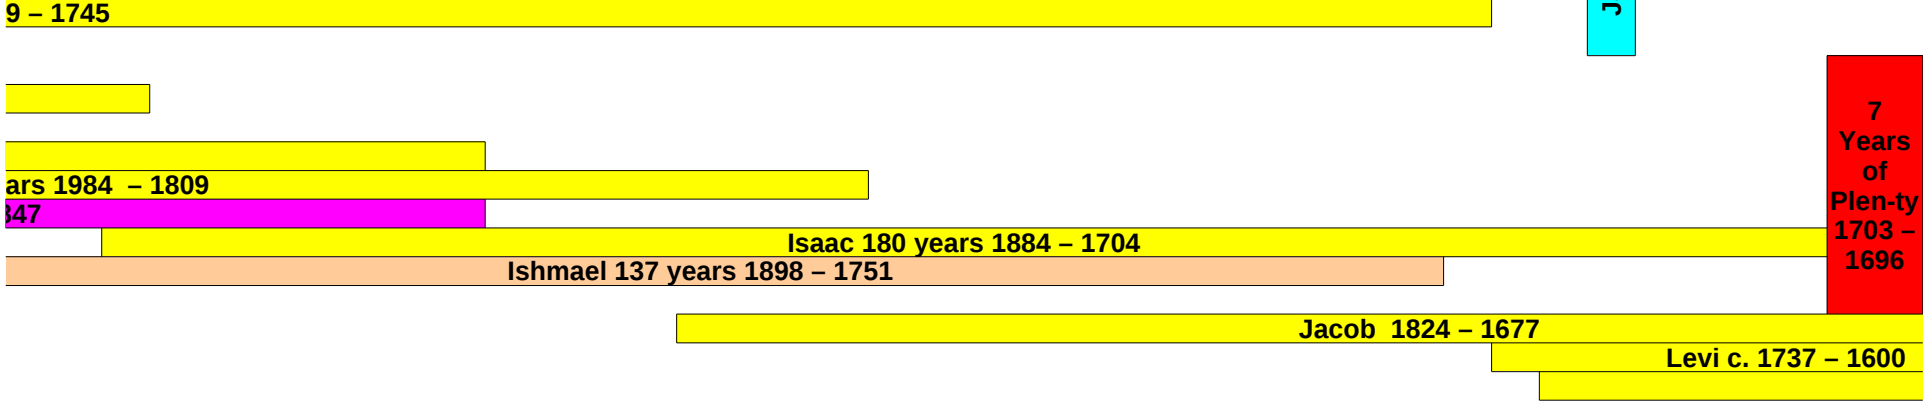 9 – 1745
J
7
Years
of
Plen-ty
1703 –
1696
ars 1984 – 1809
347
Isaac 180 years 1884 – 1704
Ishmael 137 years 1898 – 1751
Jacob 1824 – 1677
Levi c. 1737 – 1600